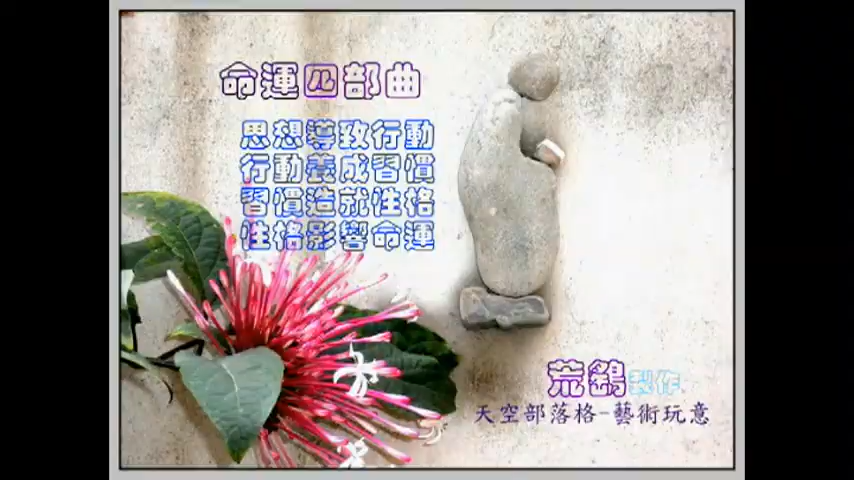 命運四部曲
思想導致行動
行動養成習慣
習慣造就性格
性格影響命運
荒鷄製作
天空部落格-藝術玩意